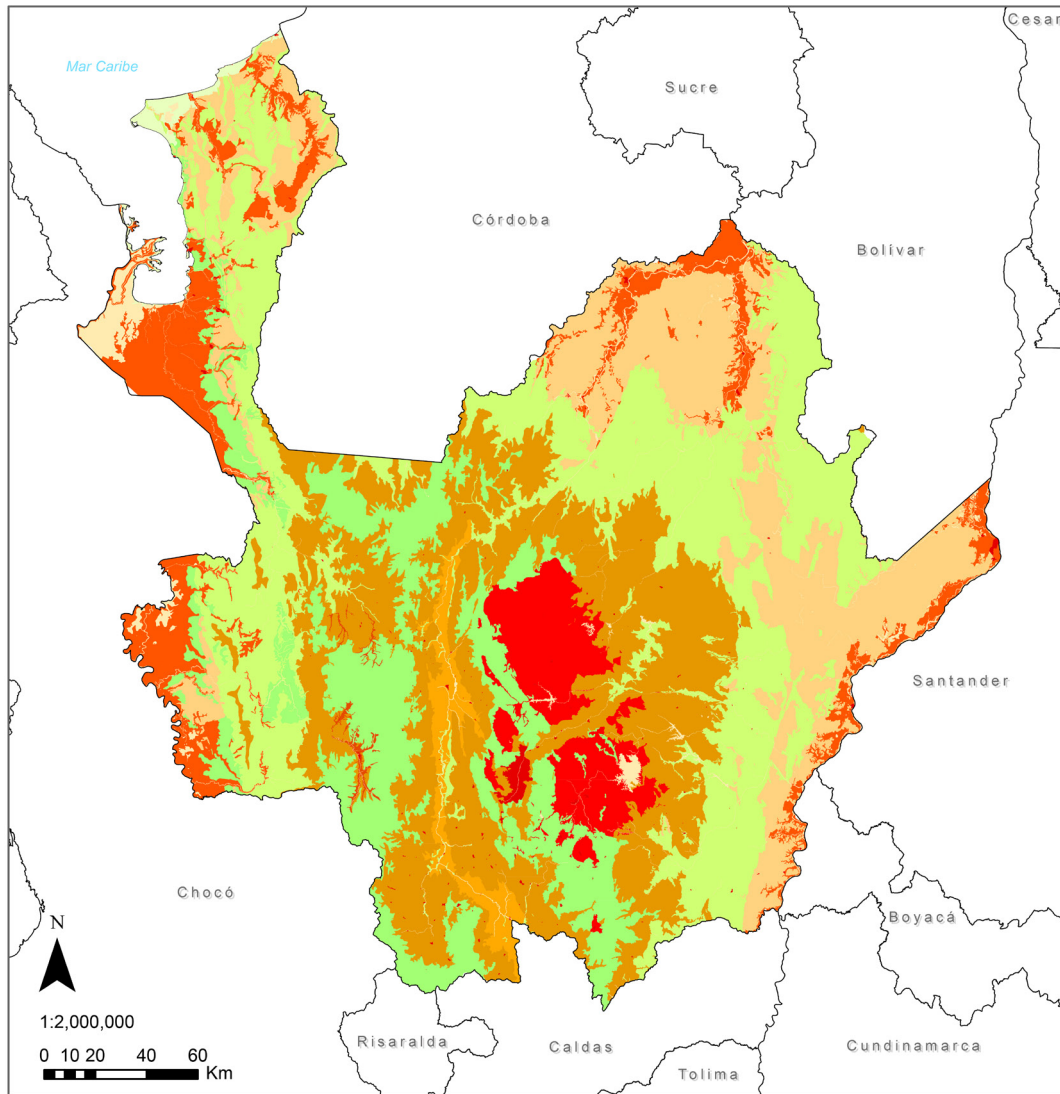 Cesar
Mar Caribe
Sucre
Córdoba
Bolívar
Santander
Chocó
Boyacá
N
1:2,000,000
Risaralda
Caldas
Cundinamarca
0 10 20 40 60 Km
Tolima